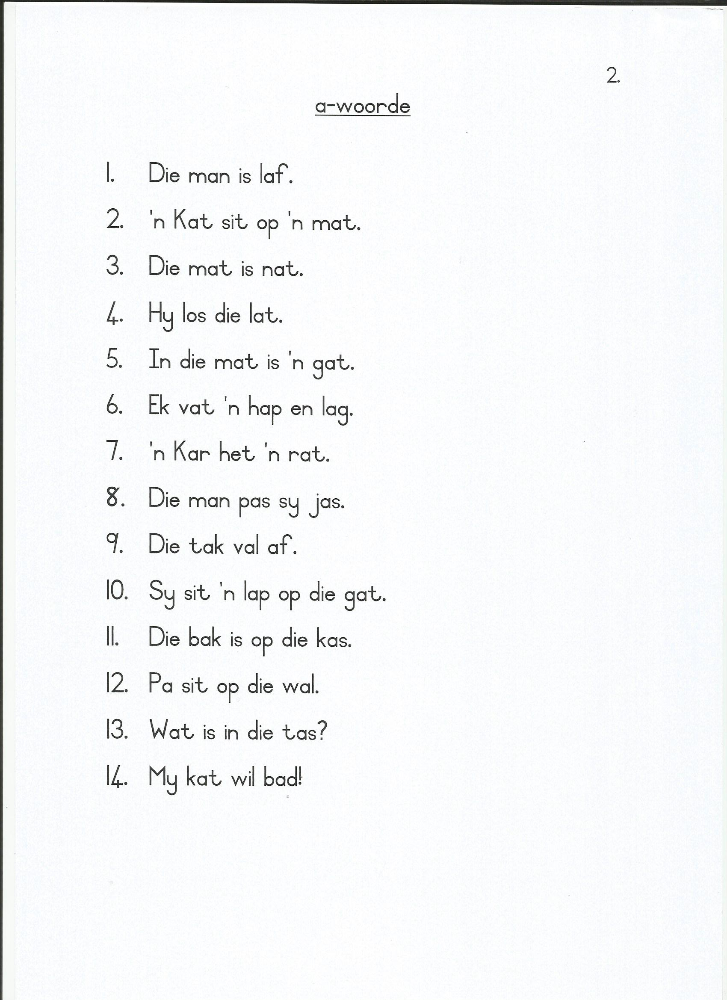 2.
a-woorde
1. Die man is laf.
2. 'n Kat sit op 'n mat.
3. Die mat is nat.
4. Hy los die lat.
5. In die mat is 'n gat.
6. Ek vat 'n hap en lag.
7. 'n Kar het 'n rat.
8. Die man pas sy jas.
9. Die tak val af.
10. Sy sit 'n lap op die gat.
11. Die bak is op die kas.
12. Pa sit op die wal.
13. Wat is in die tas?
14. My kat wil bad!